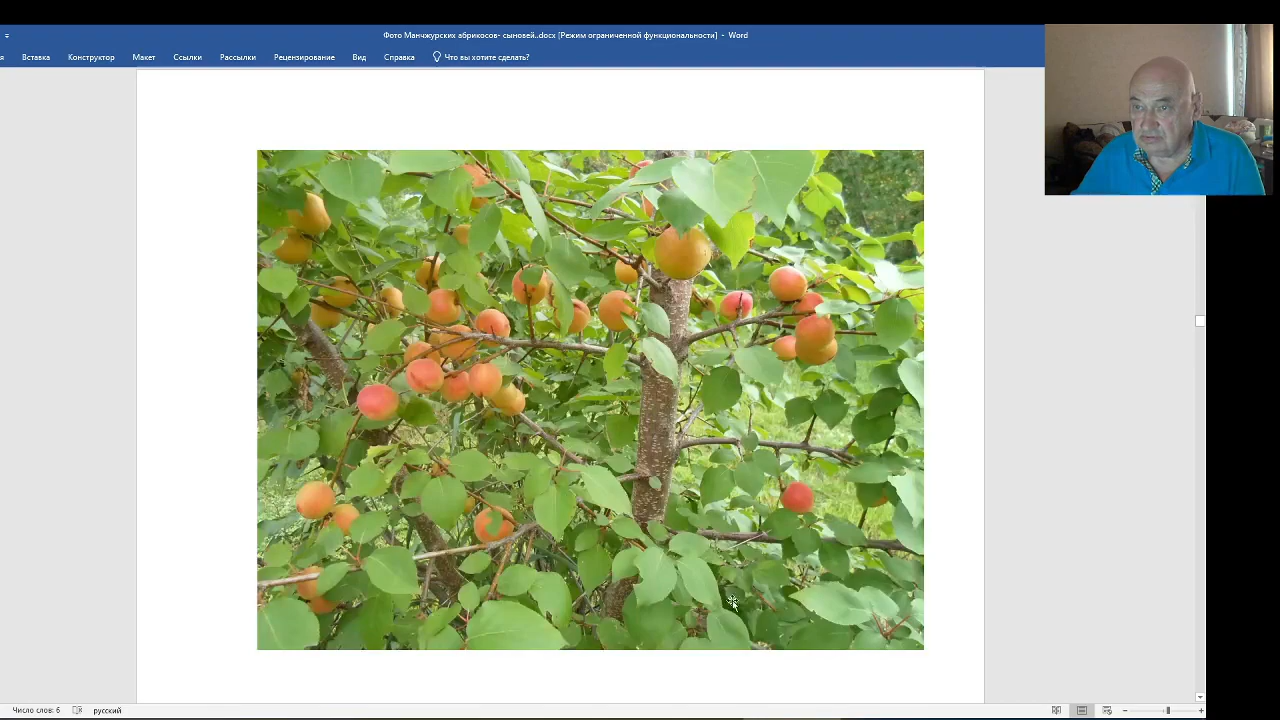 Фото Манчжурских абрикосов- сыновей..docx [Режим ограниченной функциональности] - Word
я Вставка Конструктор Макет Ссылки Рассылки Рецензирование Вид Справка Что вы хотите сделать?
Число слов: 6 русский